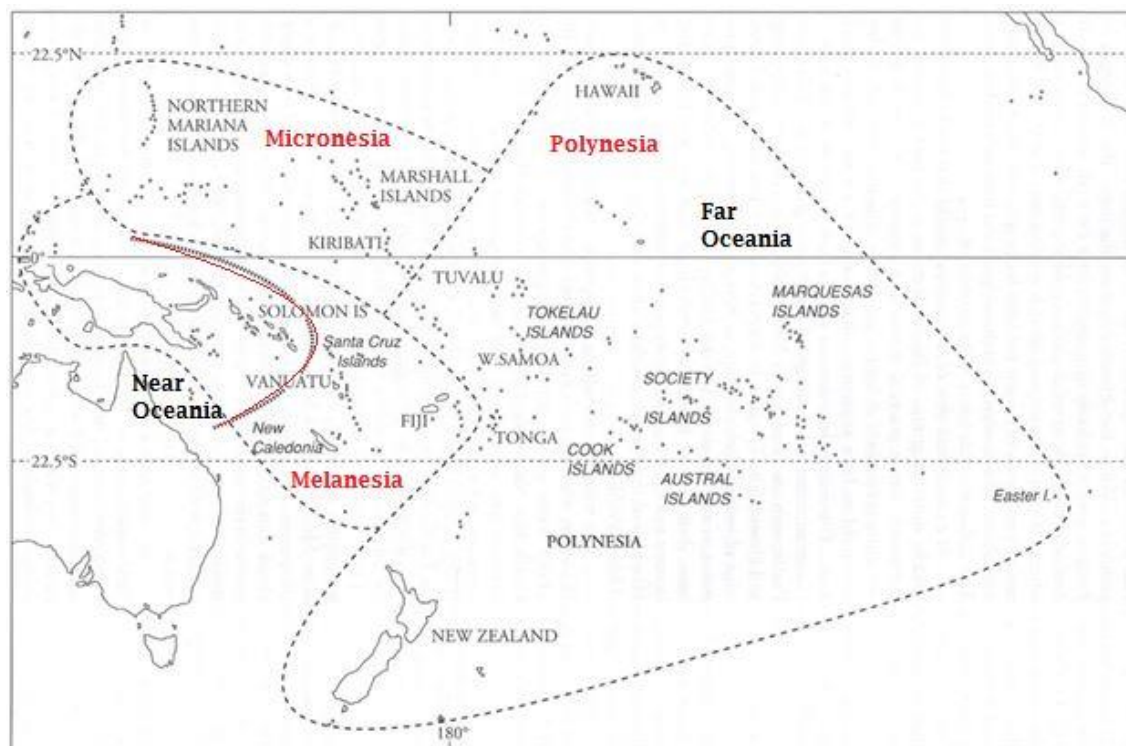 22.5°N
HAWAII
NORTHERN
MARIANA
ISLANDS
Micronesia
Polynesia
MARSHALL
ISLANDS
Far
Oceania
KIRIBATI
0°
TUVALU
MARQUESAS
ISLANDS
SOLOMON IS
TOKELAU
ISLANDS
Santa Cruz
Islands
W.SAMOA
Near
Oceania
VANUATU
SOCIETY
ISLANDS
FIJI
New
Caledonia
TONGA
COOK
ISLANDS
22.5°S
Melanesia
AUSTRAL
ISLANDS
Easter I.
POLYNESIA
NEW ZEALAND
180°